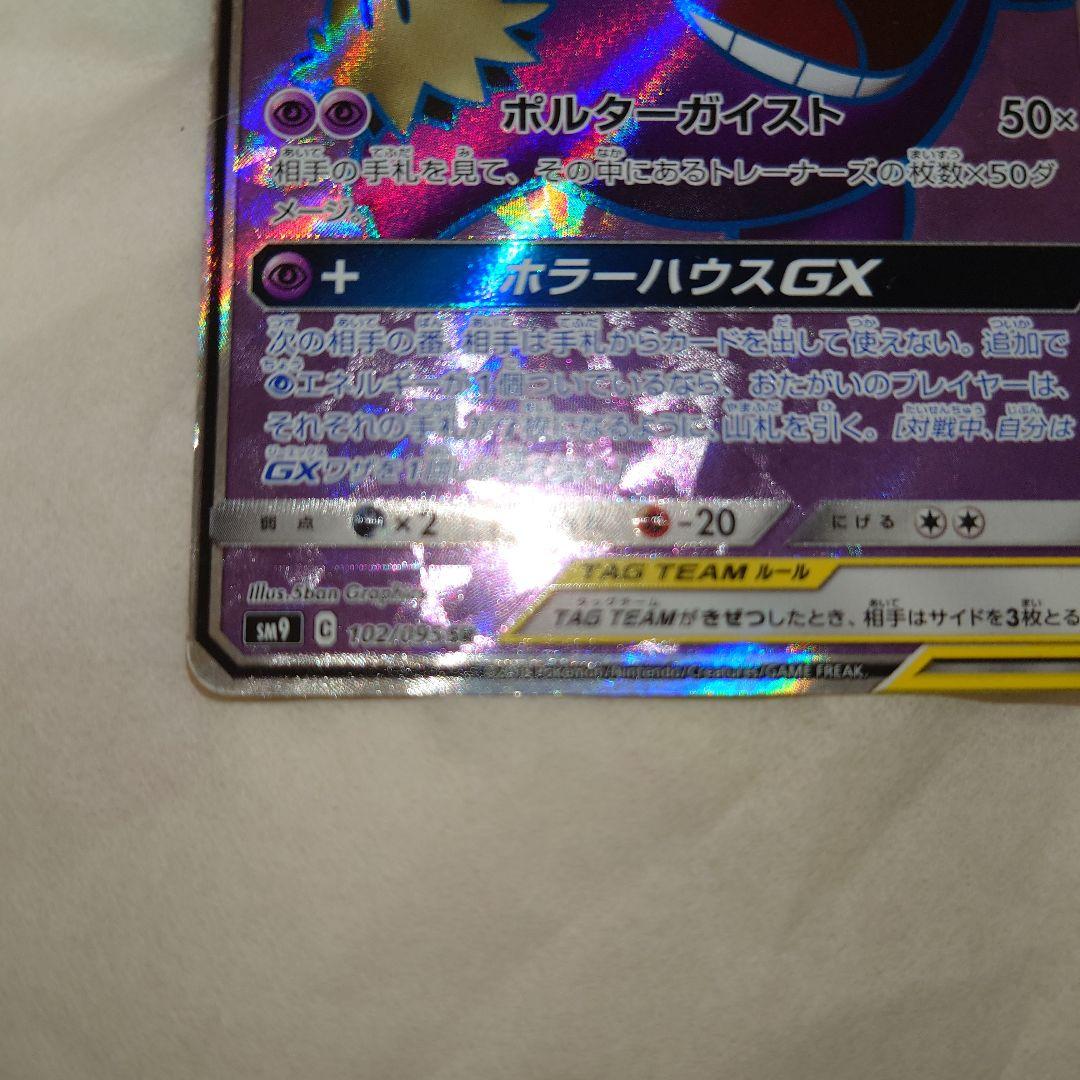 ポルターガイスト 50×
相手の手札を見て、その中にあるトレーナーズの枚数×50ダ
メージ。
+ ホラーハウスGX
次の相手の番、相手は手札からカードを出して使えない。追加で
エネルギーが1個ついているなら、おたがいのプレイヤーは、
それぞれの手札が7枚になるように、山札を引く。[対戦中、自分は
GXワザを1回
弱点 ×2 -20 にげる
TAG TEAM ルール
TAG TEAMがきぜつしたとき、相手はサイドを3枚とる
Illus. 5ban Graphics
SM9 C 102/095 SR
Pokémon/Nintendo/Creatures/GAME FREAK.